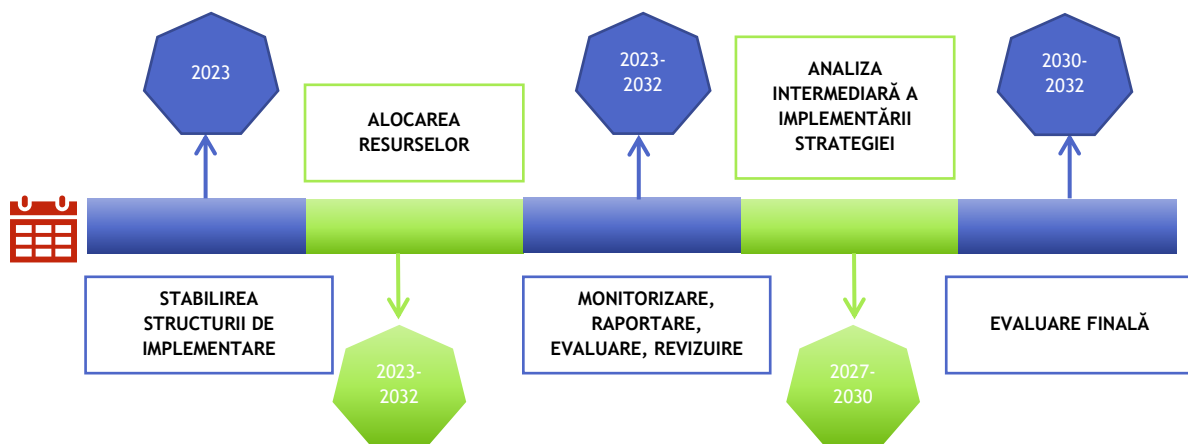 2023
STABILIREA
STRUCTURII DE
IMPLEMENTARE
ALOCAREA
RESURSELOR
2023-
2032
2023-
2032
MONITORIZARE,
RAPORTARE,
EVALUARE, REVIZUIRE
ANALIZA
INTERMEDIARĂ A
IMPLEMENTĂRII
STRATEGIEI
2027-
2030
2030-
2032
EVALUARE FINALĂ